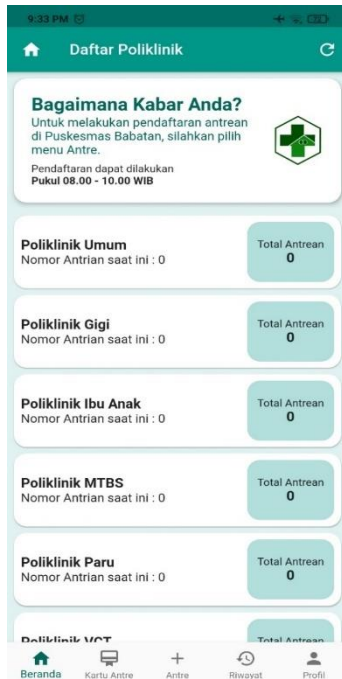 9:33 PM
Daftar Poliklinik
Bagaimana Kabar Anda?
Untuk melakukan pendaftaran antrean
di Puskesmas Babatan, silahkan pilih
menu Antre.
Pendaftaran dapat dilakukan
Pukul 08.00 - 10.00 WIB
Poliklinik Umum
Nomor Antrian saat ini : 0
Total Antrean
0
Poliklinik Gigi
Nomor Antrian saat ini : 0
Total Antrean
0
Poliklinik Ibu Anak
Nomor Antrian saat ini : 0
Total Antrean
0
Poliklinik MTBS
Nomor Antrian saat ini : 0
Total Antrean
0
Poliklinik Paru
Nomor Antrian saat ini : 0
Total Antrean
0
Poliklinik VCT
Total Antrean
Beranda
Kartu Antre
Antre
Riwayat
Profil